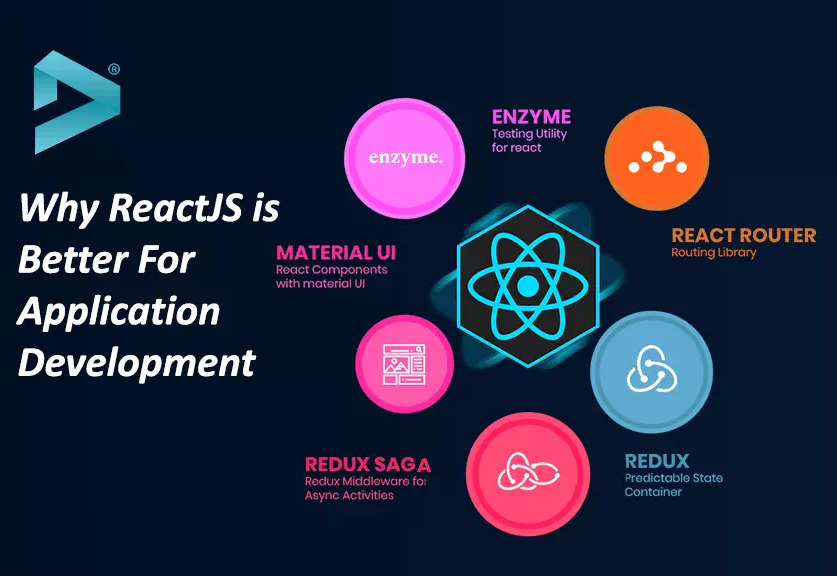 ®
Why ReactJS is
Better For
Application
Development
enzyme.
ENZYME
Testing Utility
for react
REACT ROUTER
Routing Library
MATERIAL UI
React Components
with material UI
REDUX SAGA
Redux Middleware for
Async Activities
REDUX
Predictable State
Container